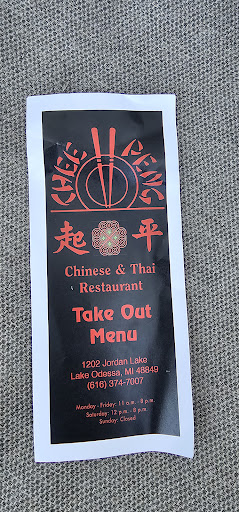 CHEE PENG
起 平
Chinese & Thai
Restaurant
Take Out
Menu
1202 Jordan Lake
Lake Odessa, MI 48849
(616) 374-7007
Monday - Friday: 11 a.m. - 8 p.m.
Saturday: 12 p.m. - 8 p.m.
Sunday: Closed